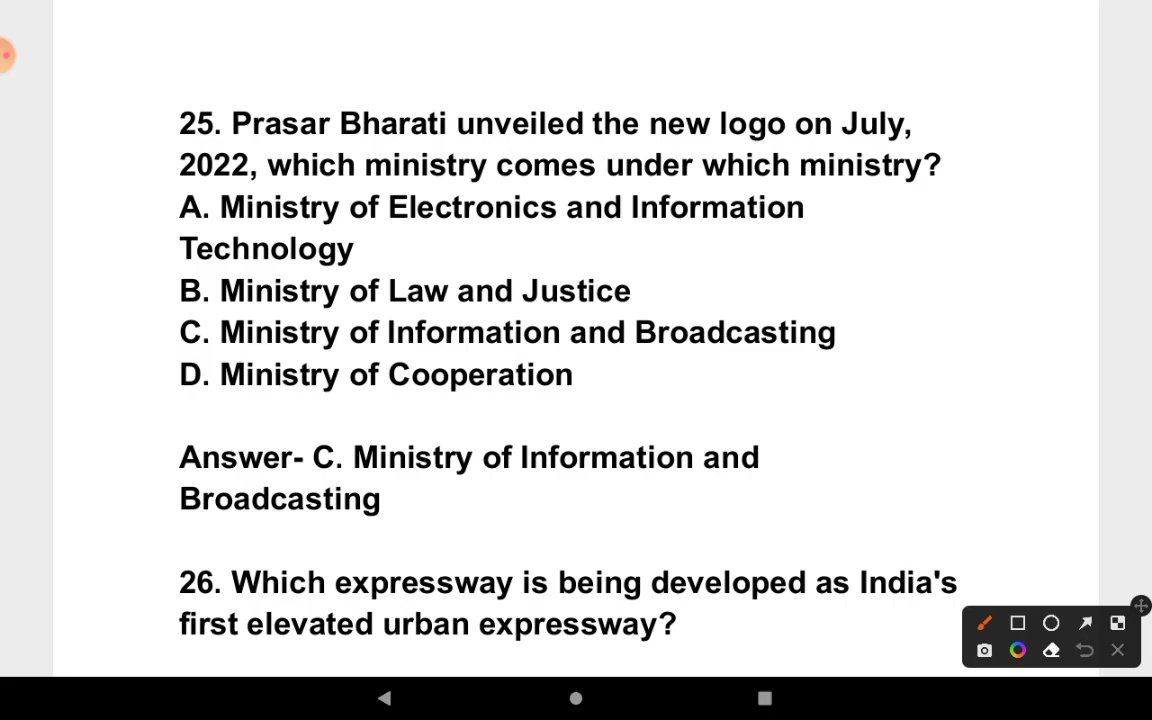 25. Prasar Bharati unveiled the new logo on July,
2022, which ministry comes under which ministry?
A. Ministry of Electronics and Information
Technology
B. Ministry of Law and Justice
C. Ministry of Information and Broadcasting
D. Ministry of Cooperation
Answer- C. Ministry of Information and
Broadcasting
26. Which expressway is being developed as India's
first elevated urban expressway?